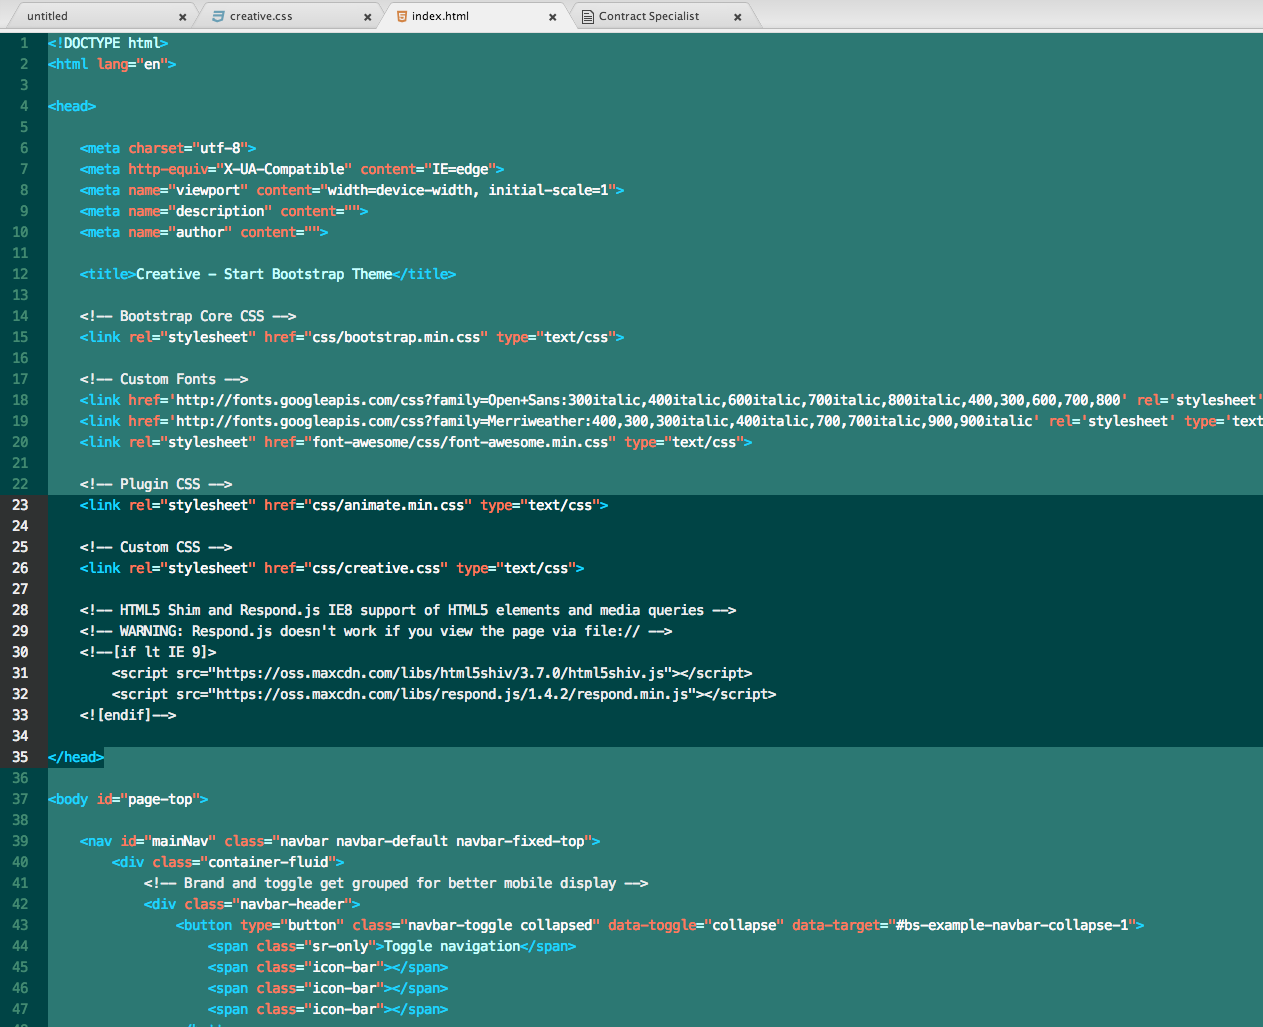 untitled × creative.css × index.html × Contract Specialist ×
1 <!DOCTYPE html>
2 <html lang="en">
3
4 <head>
5
6 <meta charset="utf-8">
7 <meta http-equiv="X-UA-Compatible" content="IE=edge">
8 <meta name="viewport" content="width=device-width, initial-scale=1">
9 <meta name="description" content="">
10 <meta name="author" content="">
11
12 <title>Creative - Start Bootstrap Theme</title>
13
14 <!-- Bootstrap Core CSS -->
15 <link rel="stylesheet" href="css/bootstrap.min.css" type="text/css">
16
17 <!-- Custom Fonts -->
18 <link href='http://fonts.googleapis.com/css?family=Open+Sans:300italic,400italic,600italic,700italic,800italic,400,300,600,700,800' rel='stylesheet'
19 <link href='http://fonts.googleapis.com/css?family=Merriweather:400,300,300italic,400italic,700,700italic,900,900italic' rel='stylesheet' type='text
20 <link rel="stylesheet" href="font-awesome/css/font-awesome.min.css" type="text/css">
21
22 <!-- Plugin CSS -->
23 <link rel="stylesheet" href="css/animate.min.css" type="text/css">
24
25 <!-- Custom CSS -->
26 <link rel="stylesheet" href="css/creative.css" type="text/css">
27
28 <!-- HTML5 Shim and Respond.js IE8 support of HTML5 elements and media queries -->
29 <!-- WARNING: Respond.js doesn't work if you view the page via file:// -->
30 <!--[if lt IE 9]>
31 <script src="https://oss.maxcdn.com/libs/html5shiv/3.7.0/html5shiv.js"></script>
32 <script src="https://oss.maxcdn.com/libs/respond.js/1.4.2/respond.min.js"></script>
33 <![endif]-->
34
35 </head>
36
37 <body id="page-top">
38
39 <nav id="mainNav" class="navbar navbar-default navbar-fixed-top">
40 <div class="container-fluid">
41 <!-- Brand and toggle get grouped for better mobile display -->
42 <div class="navbar-header">
43 <button type="button" class="navbar-toggle collapsed" data-toggle="collapse" data-target="#bs-example-navbar-collapse-1">
44 <span class="sr-only">Toggle navigation</span>
45 <span class="icon-bar"></span>
46 <span class="icon-bar"></span>
47 <span class="icon-bar"></span>